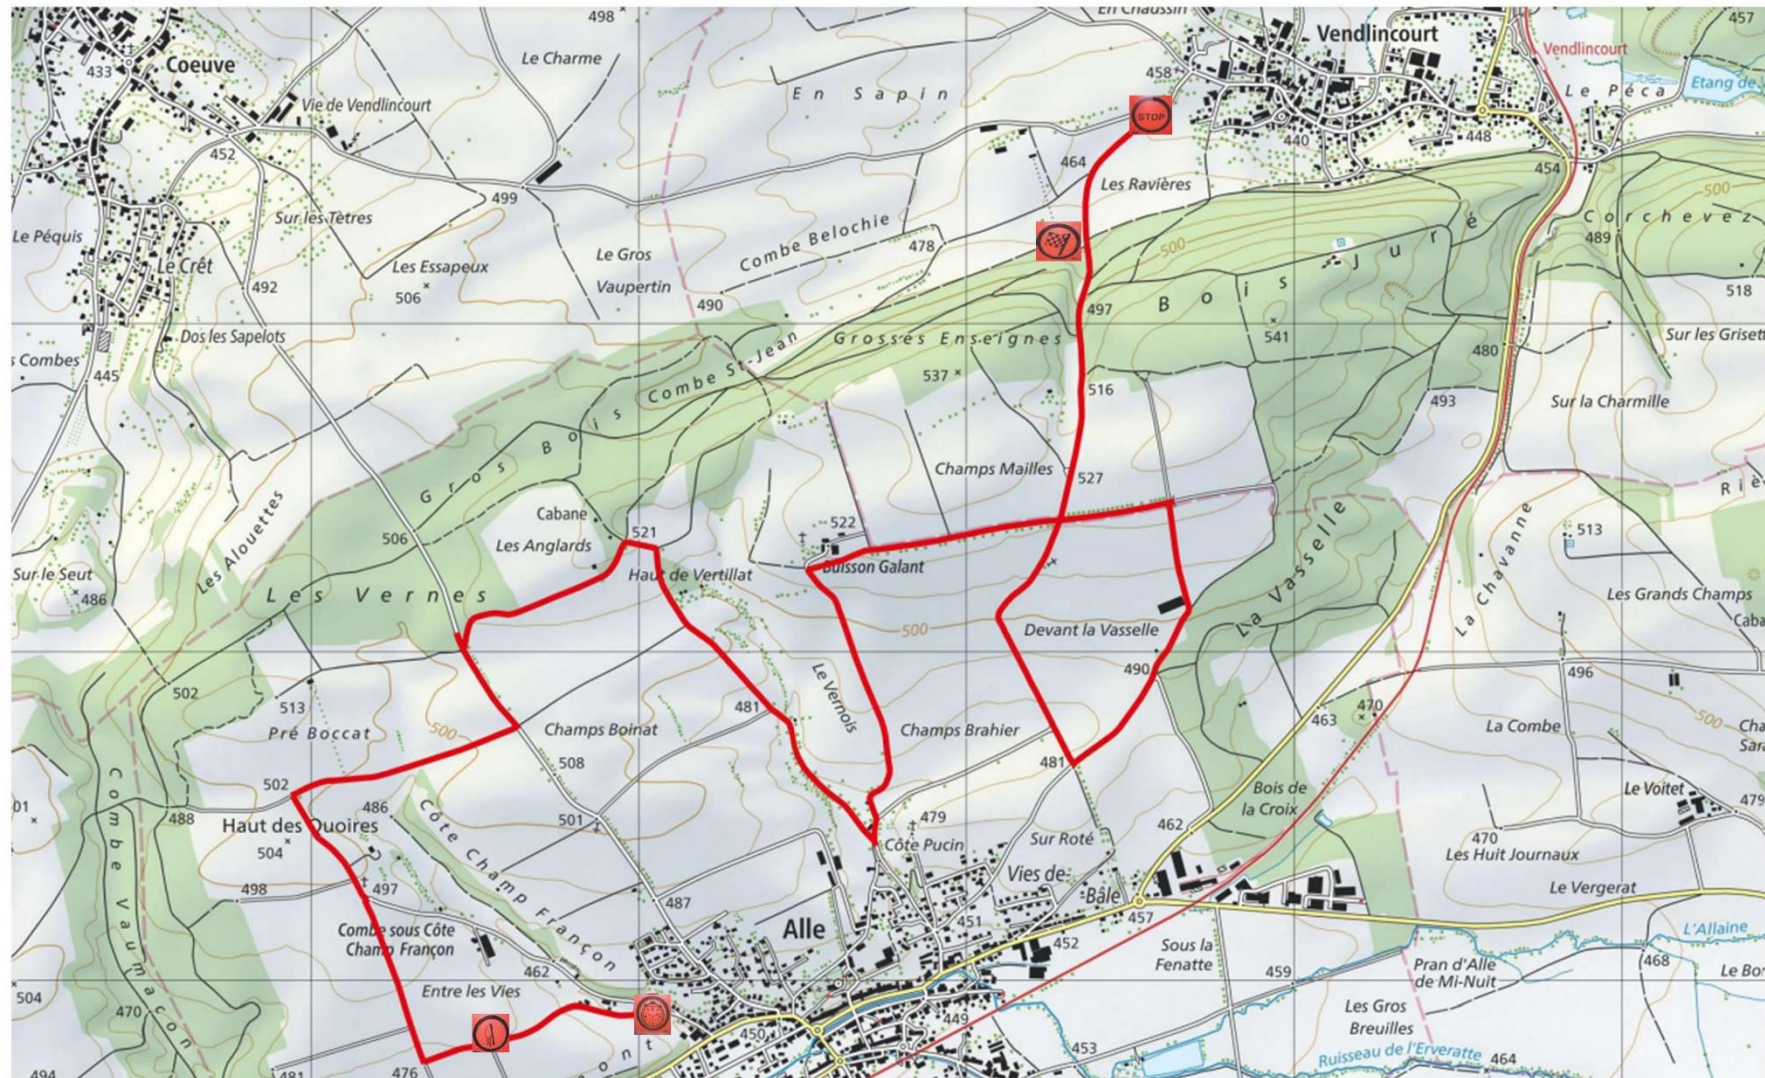 498
En Chaussin
457
Coeuve
433
Le Charme
Vendlincourt
Vendlincourt
458
Etang de
Vie de Vendlincourt
En Sapin
Le Péca
STOP
448
440
452
464
454
499
Les Ravières
500
Sur les Tètres
Corchevez
Le Péquis
Combe Belochie
478
489
Le Crêt
Les Essapeux
506
Le Gros
Vaupertin
500
Bois Juré
492
490
497
518
541
Dos les Sapelots
Grosses Enseignes
480
Sur les Grisett
s Combes
445
Combe St-Jean
537
516
493
Sur la Charmille
Gros Bois
Champs Mailles
527
Les Alouettes
Cabane
521
522
513
506
Les Anglards
La Vasselle
La Chavanne
Sur le Seut
486
Haut de Vertillat
Buisson Galant
Les Vernes
Les Grands Champs
Caba
500
Devant la Vasselle
490
502
496
513
Le Vernois
481
463
470
500
Pré Boccat
500
Champs Boinat
Champs Brahier
La Combe
Cha
Sara
508
481
502
Bois de
la Croix
Le Voitet
479
01
488
486
Haut des Quoires
504
501
479
462
470
Combe Vaumacon
Côte Champ Françon
Côte Pucin
Sur Roté
Les Huit Journaux
498
497
487
Vies de
Bâle
Le Vergerat
457
Combe sous Côte
Champ Françon
Alle
451
452
L'Allaine
462
Sous la
Fenatte
459
Pran d'Alle
de Mi-Nuit
468
Le Bor
504
470
Entre les Vies
449
Les Gros
Breuilles
450
453
ont
Ruisseau de l'Erveratte
464
494
481
476